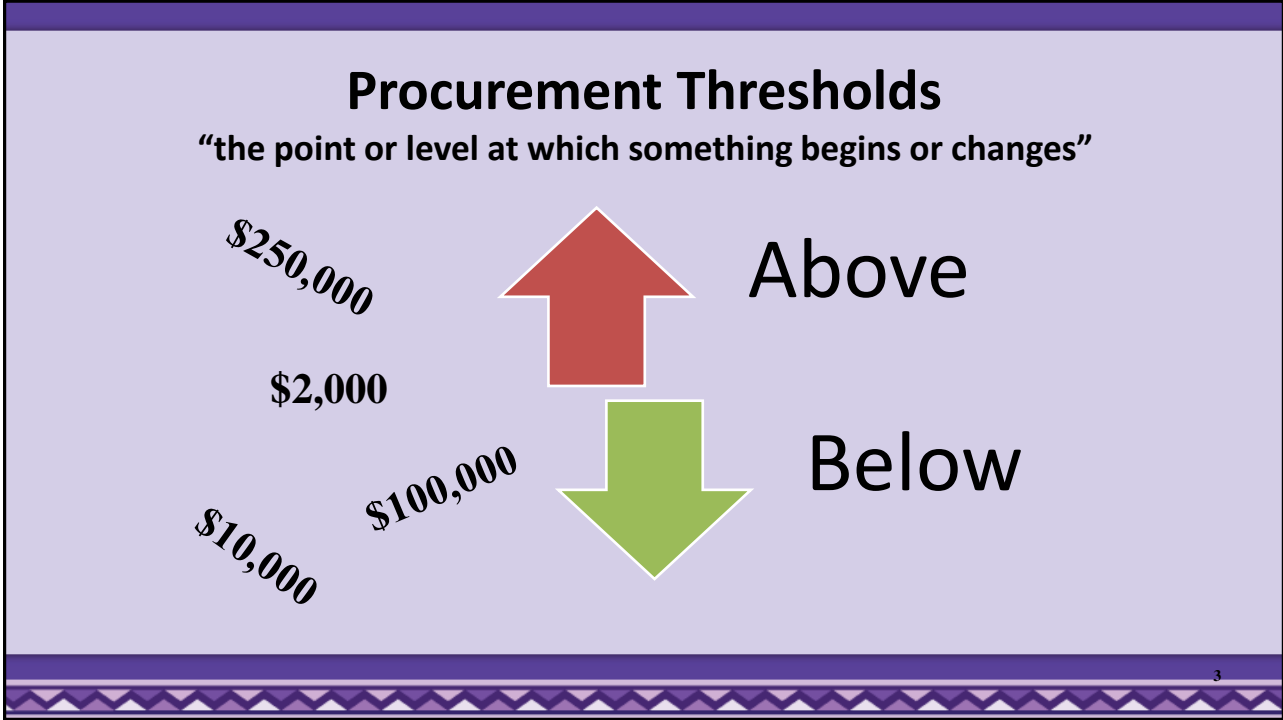 Procurement Thresholds
“the point or level at which something begins or changes”
$250,000
Above
$2,000
Below
$100,000
$10,000
3